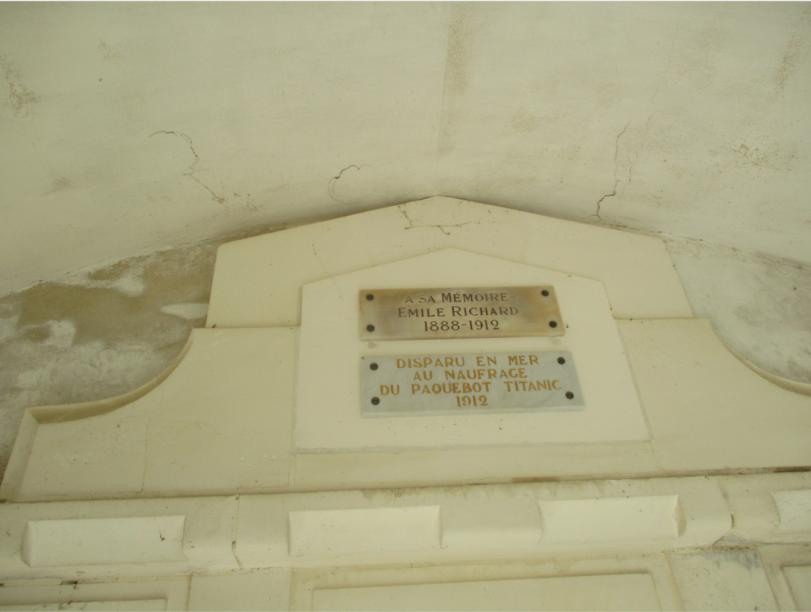 A SA MÉMOIRE
EMILE RICHARD
1888-1912
DISPARU EN MER
AU NAUFRAGE
DU PAQUEBOT TITANIC
1912